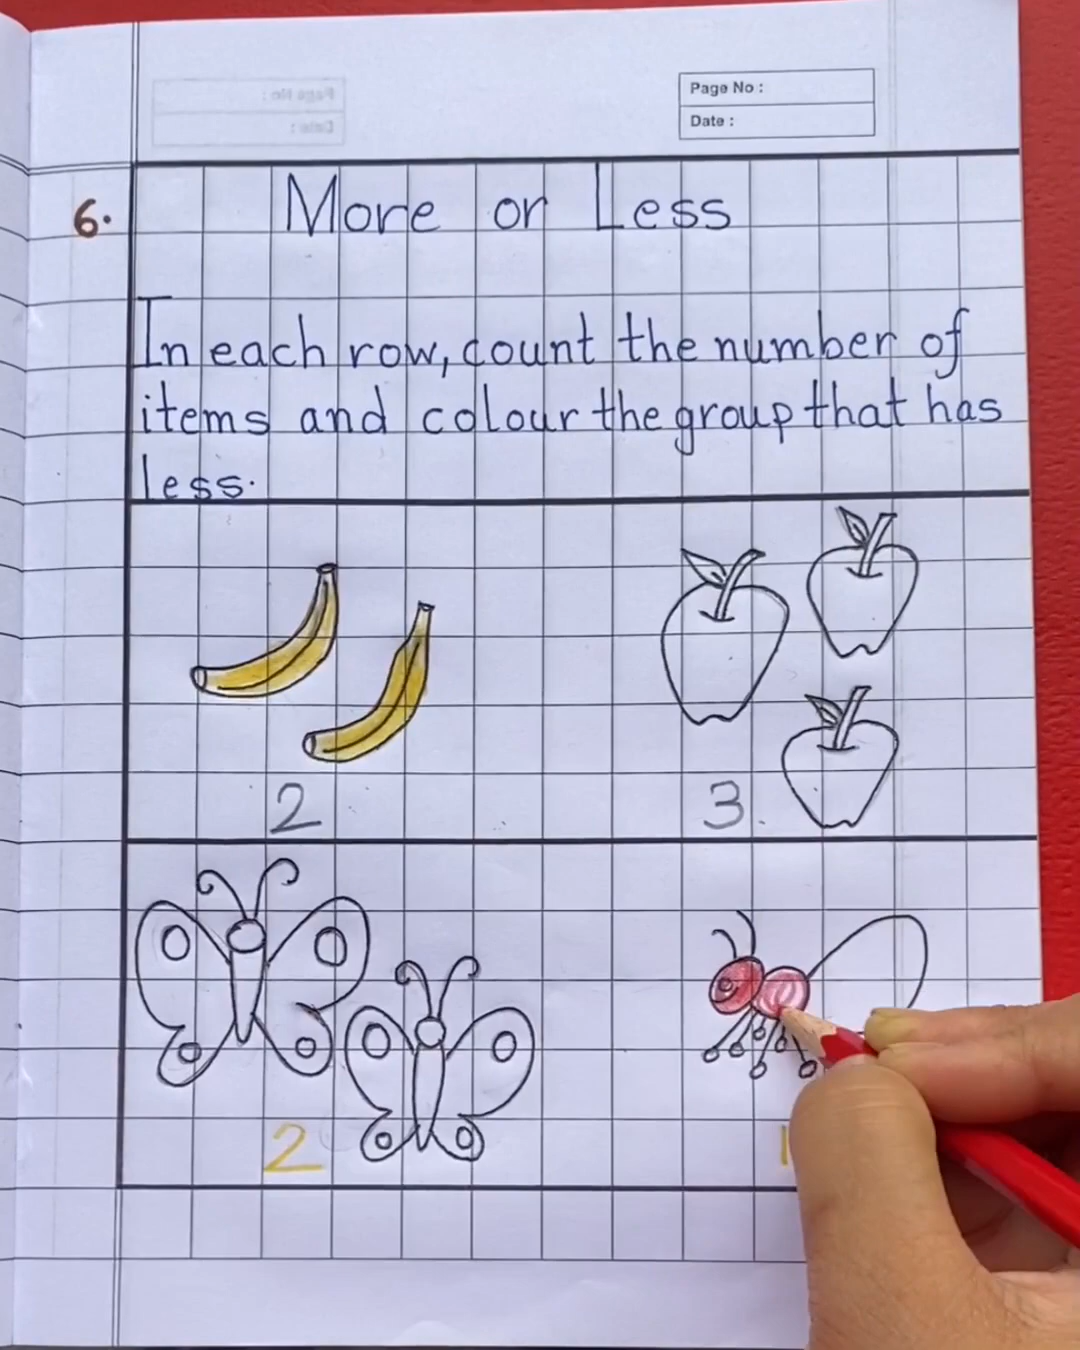 Page No :
Date :
6. More or Less
In each row, count the number of
items and colour the group that has
less.
2 3.
2 1